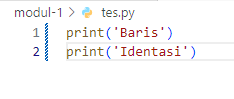 modul-1 > tes.py
1 print('Baris')
2 print('Identasi')